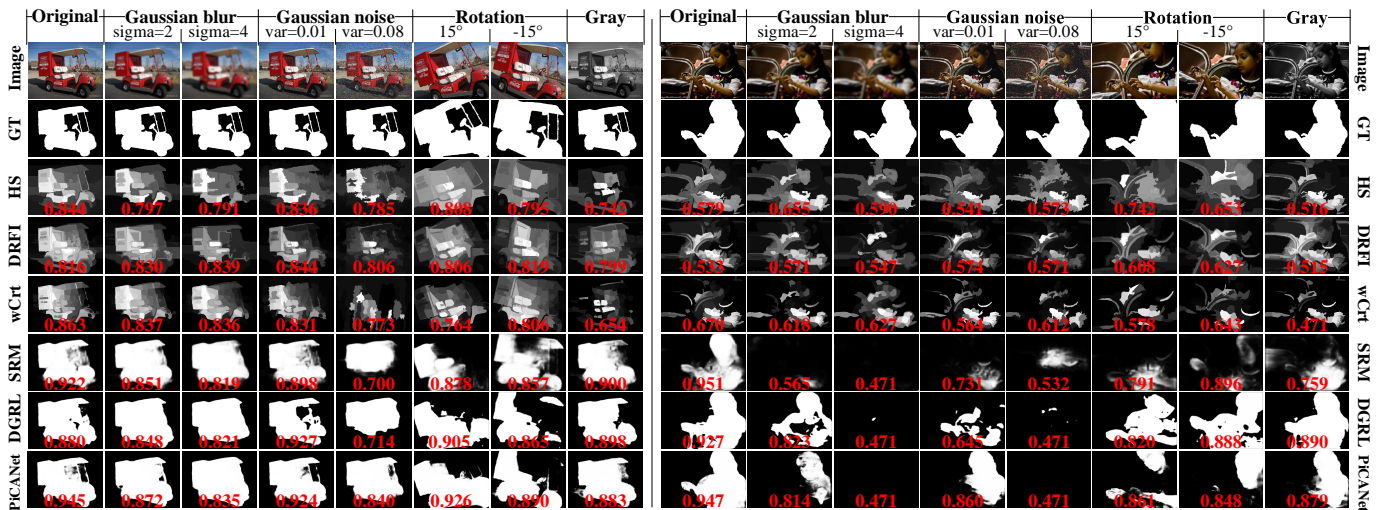 Original Gaussian blur Gaussian noise Rotation Gray Original Gaussian blur Gaussian noise Rotation Gray
sigma=2 sigma=4 var=0.01 var=0.08 15° -15° sigma=2 sigma=4 var=0.01 var=0.08 15° -15°
Image Image
GT GT
HS 0.844 0.797 0.791 0.836 0.785 0.808 0.795 0.742 0.579 0.655 0.590 0.541 0.573 0.742 0.653 0.516 HS
DRFI 0.816 0.830 0.839 0.844 0.806 0.806 0.819 0.799 0.533 0.571 0.547 0.574 0.571 0.608 0.627 0.515 DRFI
wCrt 0.863 0.837 0.836 0.831 0.773 0.764 0.806 0.654 0.670 0.618 0.627 0.564 0.612 0.578 0.643 0.471 wCrt
SRM 0.922 0.851 0.819 0.898 0.700 0.878 0.857 0.900 0.951 0.565 0.471 0.731 0.532 0.791 0.896 0.759 SRM
DGRL 0.880 0.848 0.821 0.927 0.714 0.905 0.865 0.898 0.927 0.823 0.471 0.645 0.471 0.820 0.888 0.890 DGRL
PiCANet 0.945 0.872 0.835 0.924 0.840 0.926 0.890 0.883 0.947 0.814 0.471 0.860 0.471 0.861 0.848 0.879 PiCANet